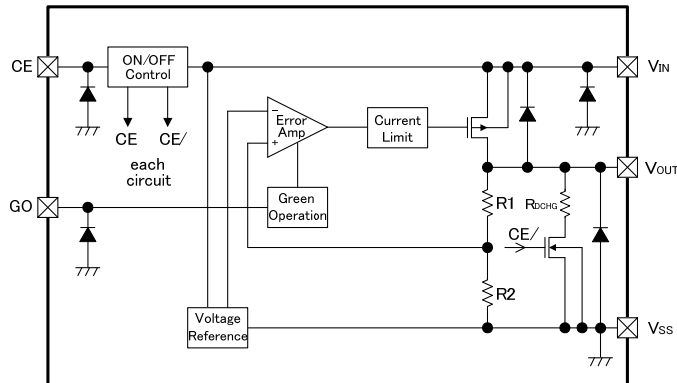 CE
ON/OFF
Control
VIN
CE
CE/
each
circuit
−
Error
Amp
+
Current
Limit
VOUT
GO
Green
Operation
R1
RDCHG
CE/
R2
Voltage
Reference
VSS